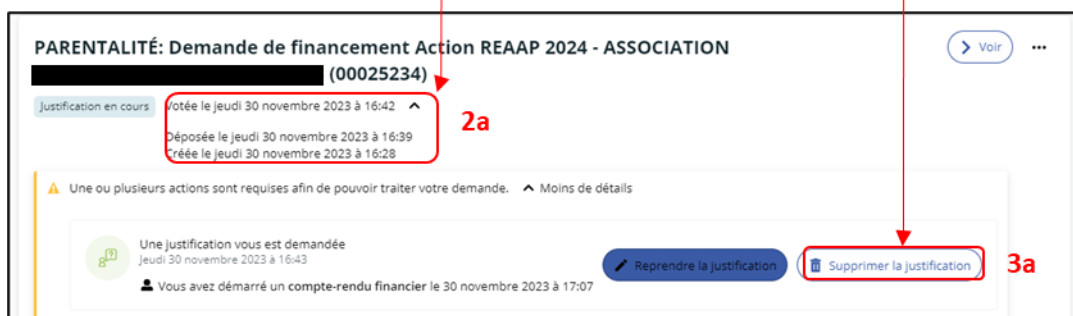 PARENTALITÉ: Demande de financement Action REAAP 2024 - ASSOCIATION
(00025234)
Voir
Justification en cours
Votée le jeudi 30 novembre 2023 à 16:42
2a
Déposée le jeudi 30 novembre 2023 à 16:39
Créée le jeudi 30 novembre 2023 à 16:28
Une ou plusieurs actions sont requises afin de pouvoir traiter votre demande. Moins de détails
Une justification vous est demandée
Jeudi 30 novembre 2023 à 16:43
Reprendre la justification
Supprimer la justification
3a
Vous avez démarré un compte-rendu financier le 30 novembre 2023 à 17:07